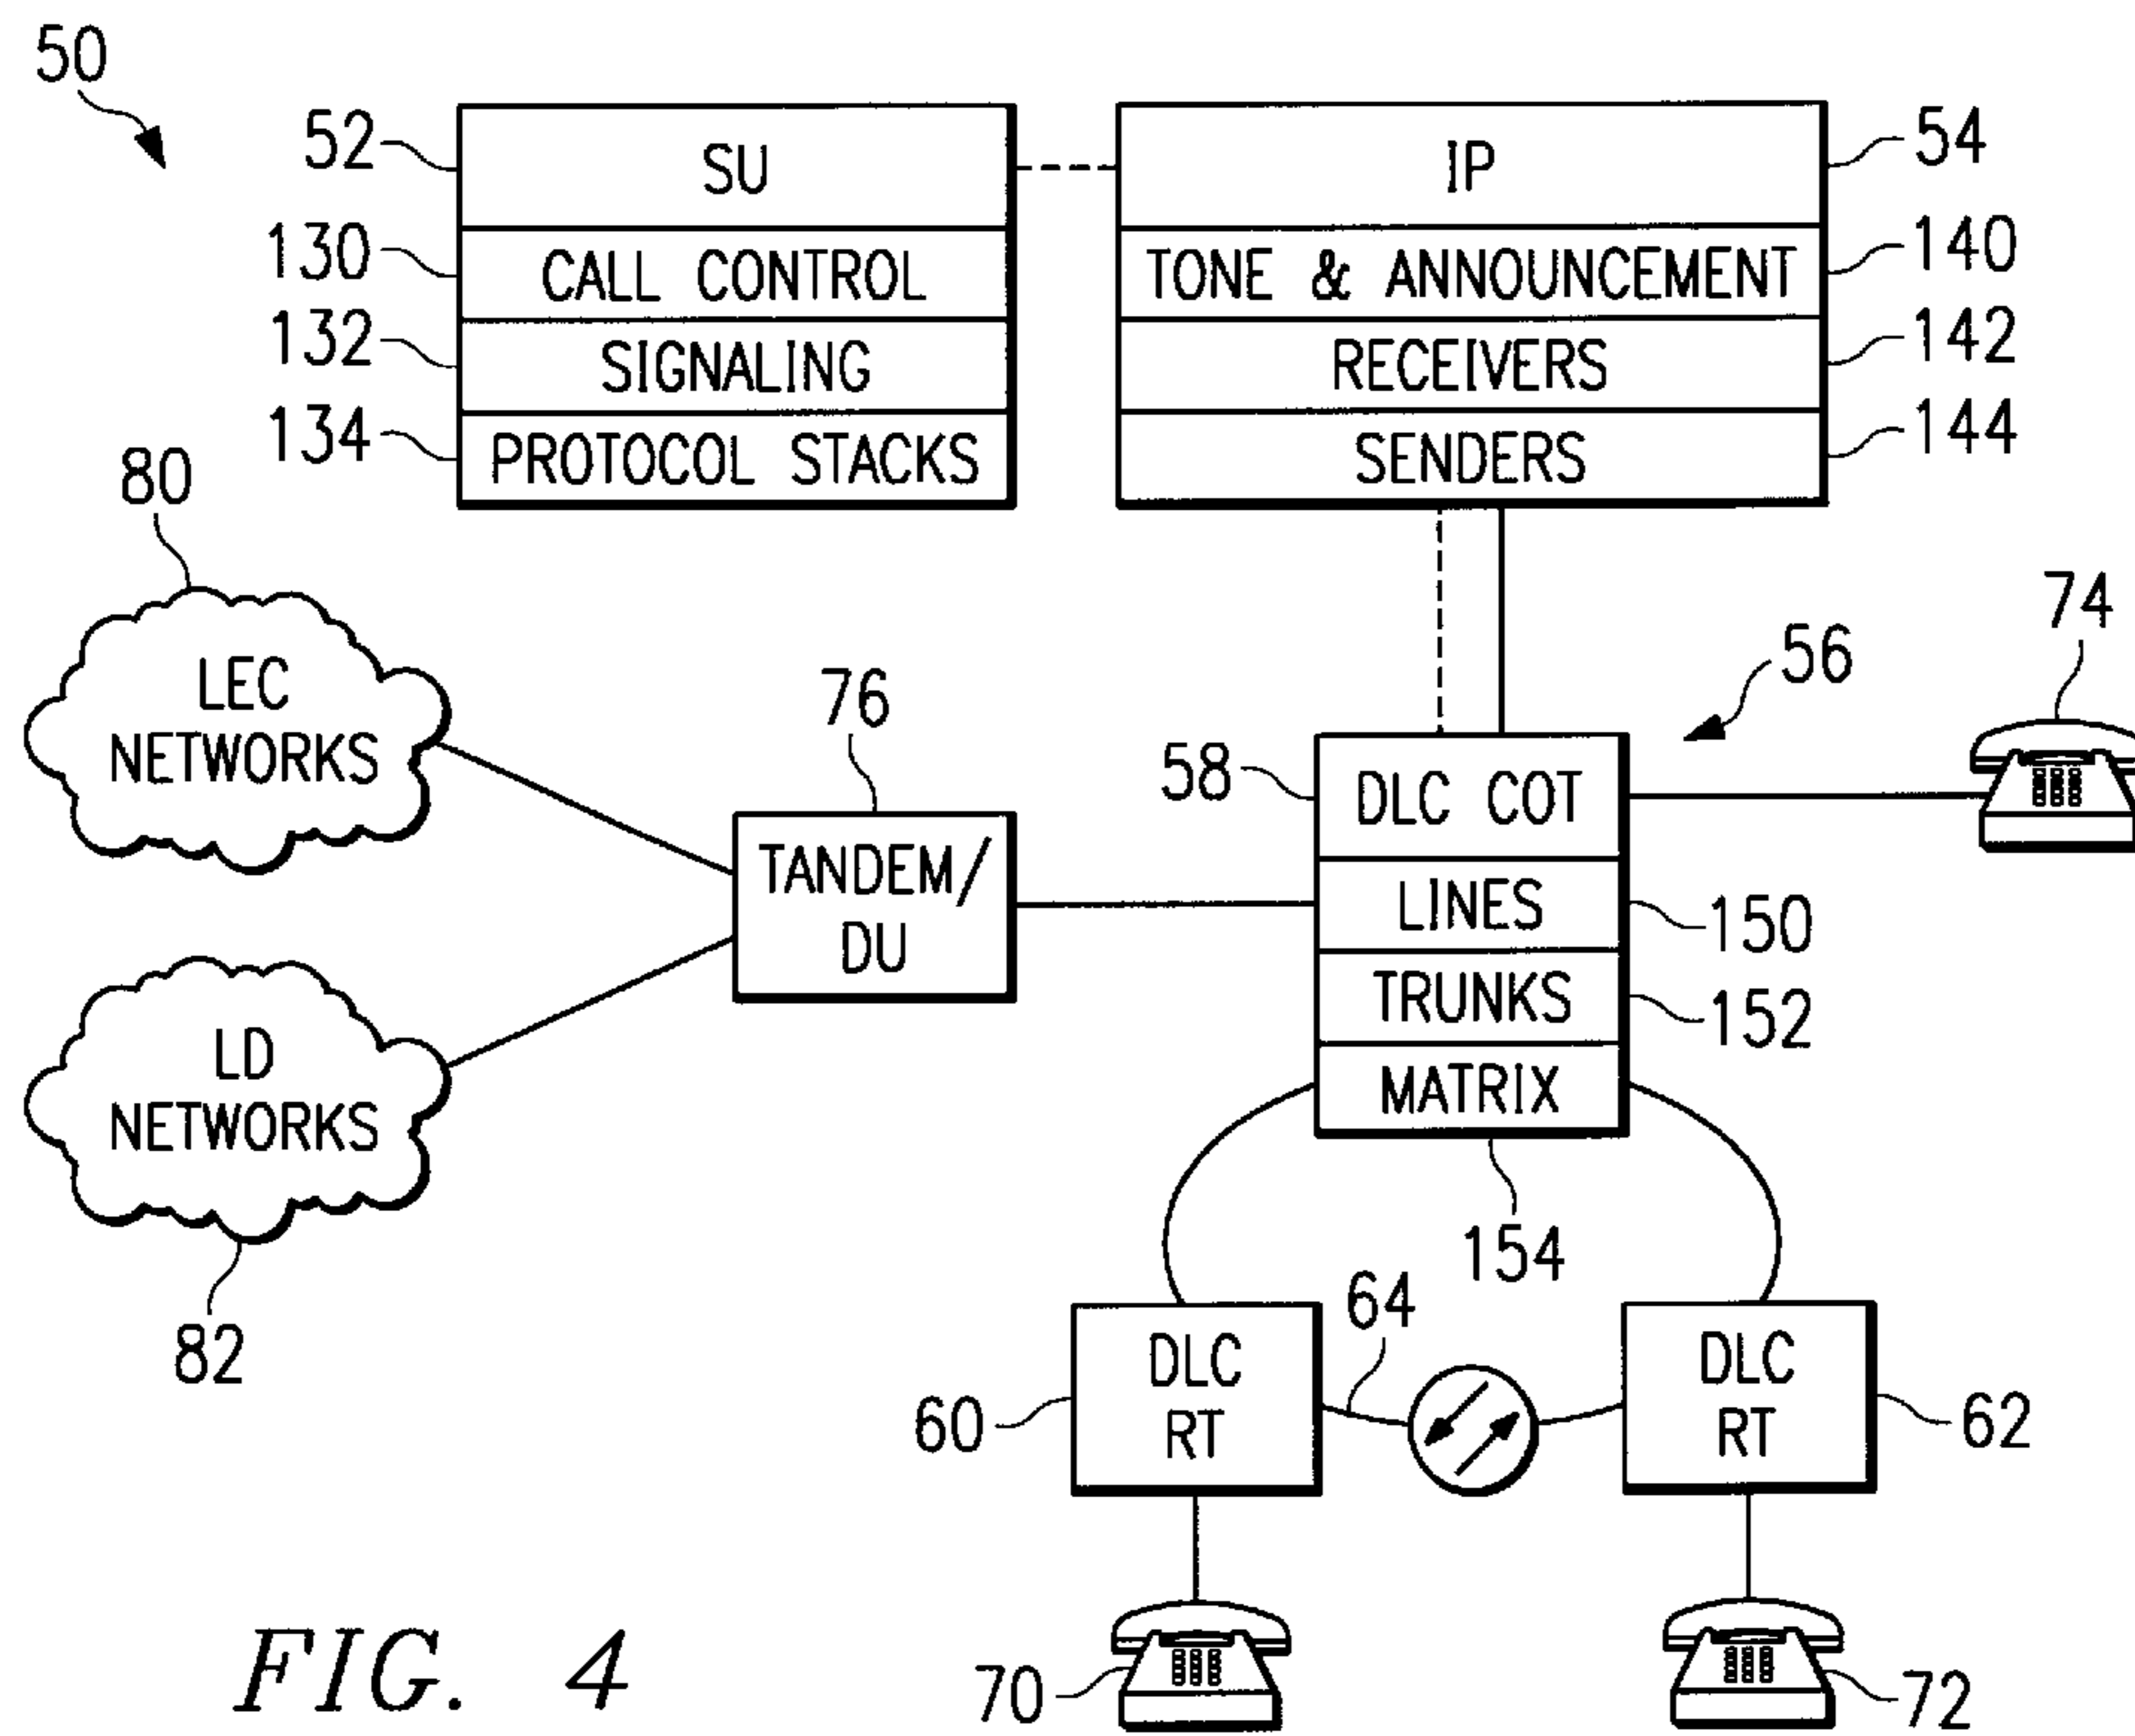 50
52
SU
IP
54
130
CALL CONTROL
TONE & ANNOUNCEMENT
140
132
SIGNALING
RECEIVERS
142
134
PROTOCOL STACKS
SENDERS
144
80
LEC
NETWORKS
76
TANDEM/
DU
56
74
58
DLC COT
LINES
150
TRUNKS
152
MATRIX
154
LD
NETWORKS
82
64
60
DLC
RT
DLC
RT
62
70
72
FIG. 4